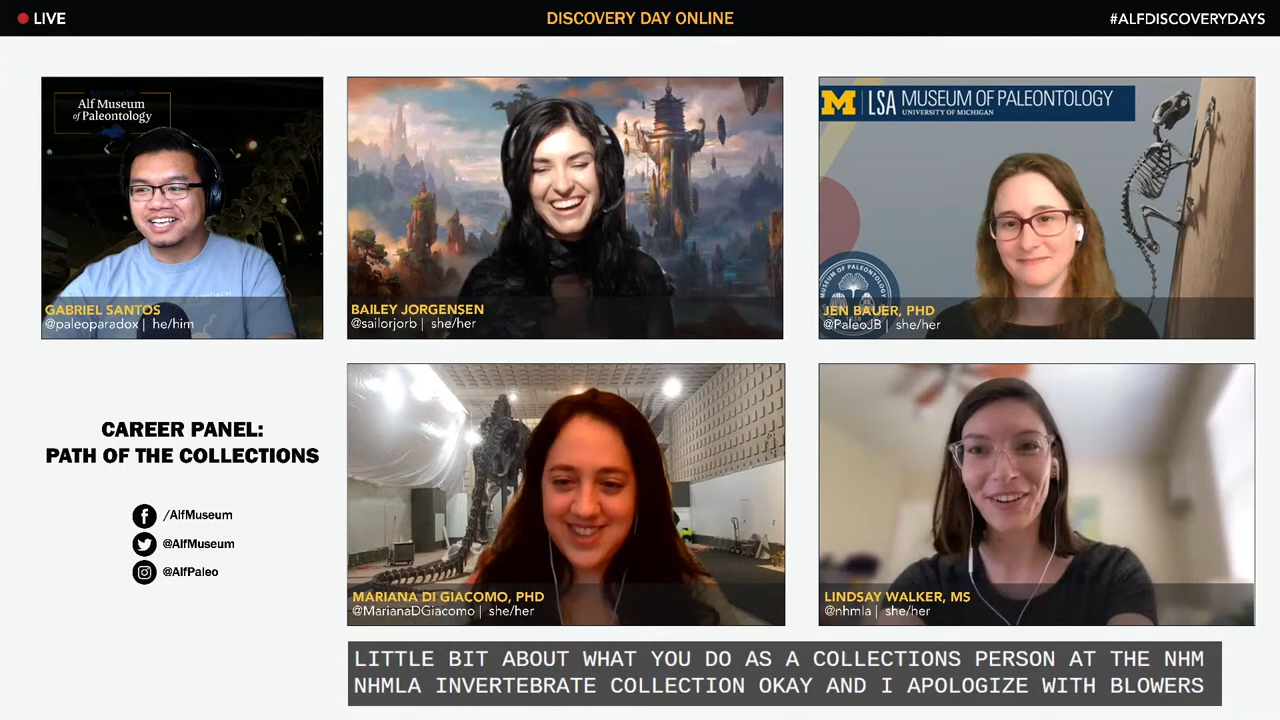 LIVE
DISCOVERY DAY ONLINE
#ALFDISCOVERYDAYS
Alf Museum
of Paleontology
GABRIEL SANTOS
@paleoparadox | he/him
BAILEY JORGENSEN
@sailorjorb | she/her
M LSA MUSEUM OF PALEONTOLOGY
UNIVERSITY OF MICHIGAN
MUSEUM OF PALEONTOLOGY
JEN BAUER, PHD
@PaleoJB | she/her
CAREER PANEL:
PATH OF THE COLLECTIONS
/AlfMuseum
@AlfMuseum
@AlfPaleo
MARIANA DI GIACOMO, PHD
@MarianaDGiacomo | she/her
LINDSAY WALKER, MS
@nhmla | she/her
LITTLE BIT ABOUT WHAT YOU DO AS A COLLECTIONS PERSON AT THE NHM
NHMLA INVERTEBRATE COLLECTION OKAY AND I APOLOGIZE WITH BLOWERS